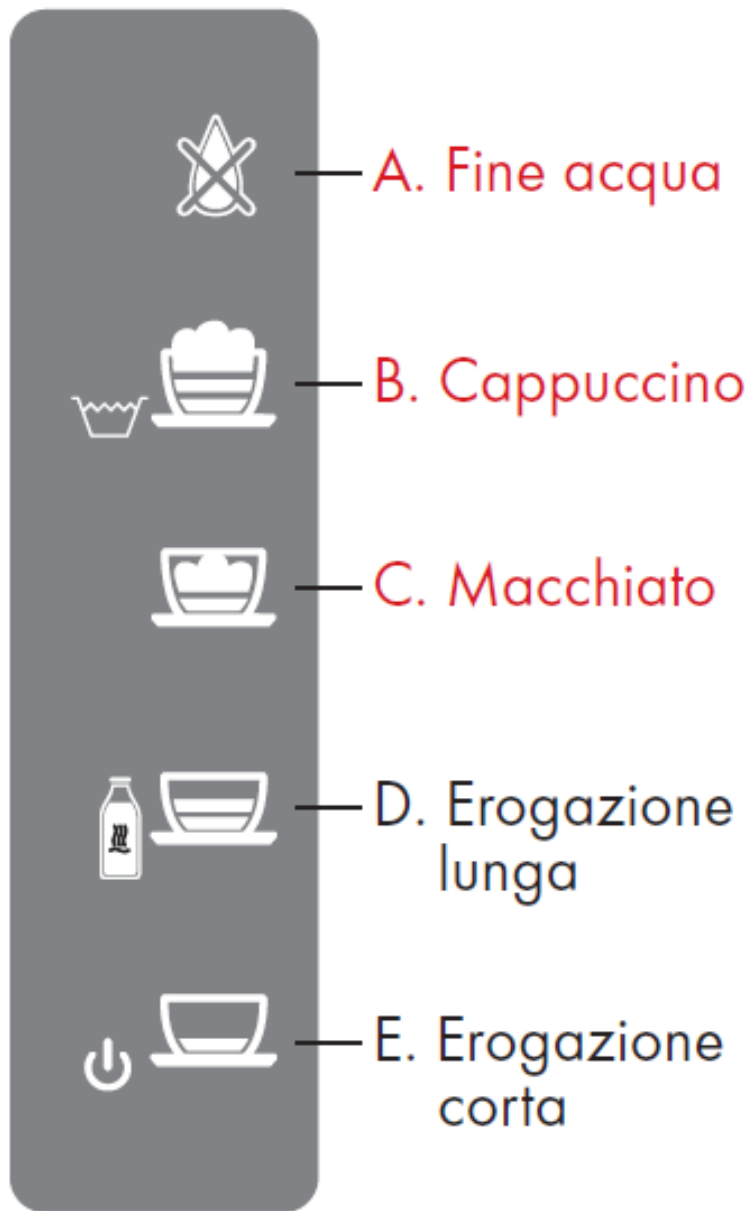 A. Fine acqua
B. Cappuccino
C. Macchiato
D. Erogazione
lunga
E. Erogazione
corta